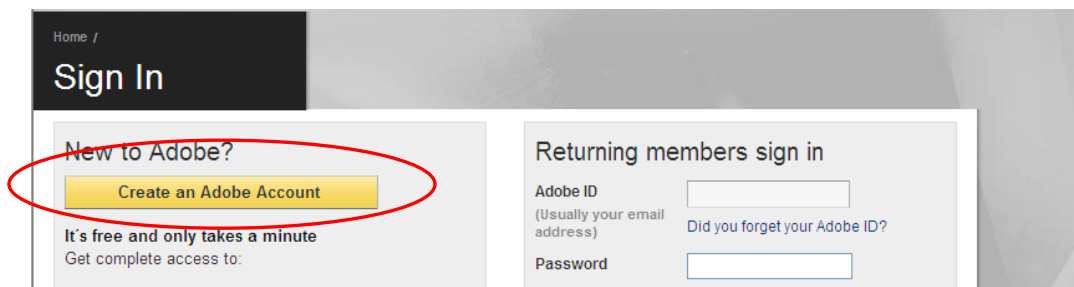 Home /
Sign In
New to Adobe?
Create an Adobe Account
It´s free and only takes a minute
Get complete access to:
Returning members sign in
Adobe ID
(Usually your email
address)
Did you forget your Adobe ID?
Password